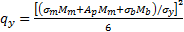 q_y = [(σ_m M_m + A_p M_m + σ_b M_b)/σ_y]² / 6